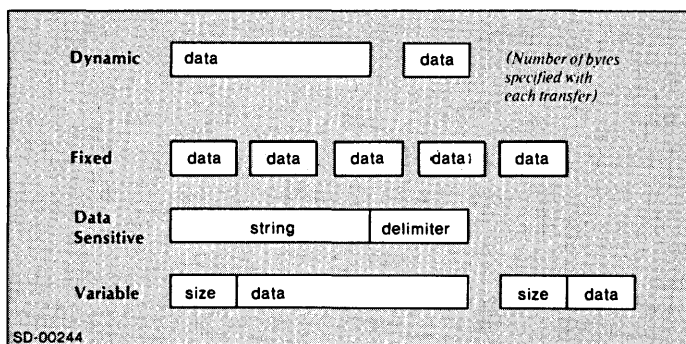 Dynamic data data (Number of bytes
specified with
each transfer)
Fixed data data data data data
Data
Sensitive string delimiter
Variable size data size data
SD-00244